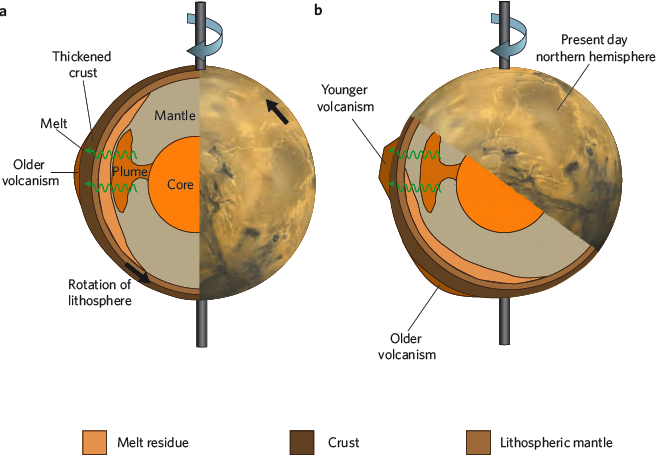 a
Thickened
crust
Melt
Older
volcanism
Mantle
Plume
Core
Rotation of
lithosphere
b
Present day
northern hemisphere
Younger
volcanism
Older
volcanism
Melt residue
Crust
Lithospheric mantle